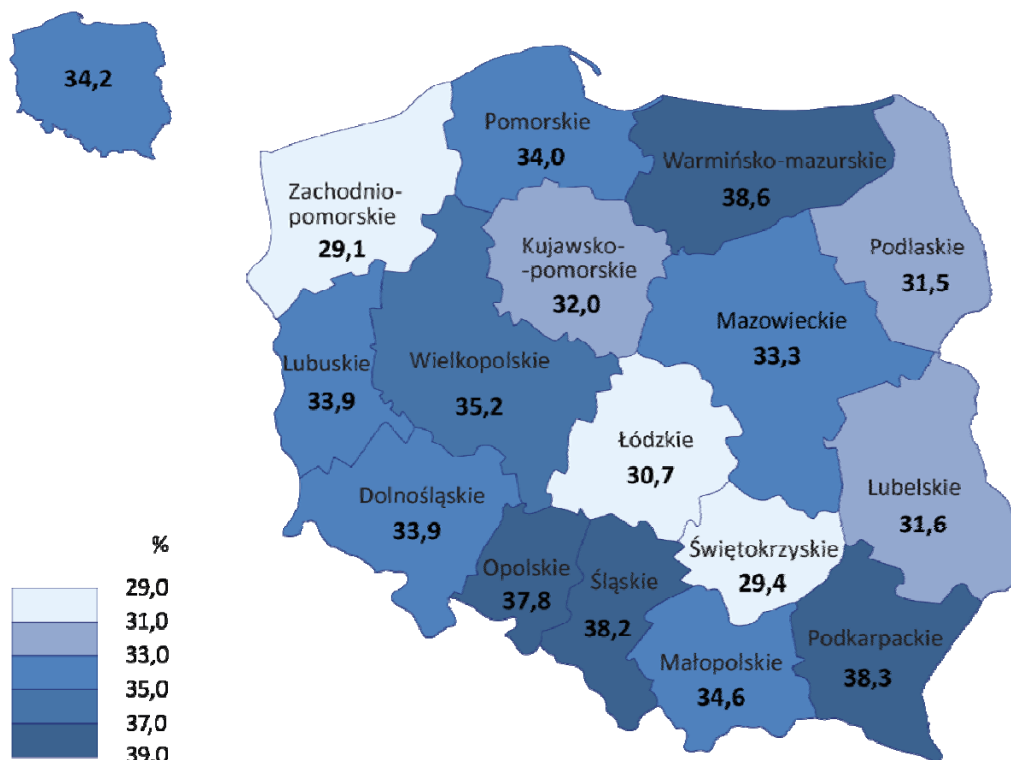 34,2
Pomorskie
34,0
Warmińsko-mazurskie
38,6
Zachodnio-
pomorskie
29,1
Kujawsko-
-pomorskie
32,0
Podlaskie
31,5
Mazowieckie
33,3
Lubuskie
33,9
Wielkopolskie
35,2
Łódzkie
30,7
Dolnośląskie
33,9
Lubelskie
31,6
Opolskie
37,8
Śląskie
38,2
Świętokrzyskie
29,4
Małopolskie
34,6
Podkarpackie
38,3
%
29,0
31,0
33,0
35,0
37,0
39,0